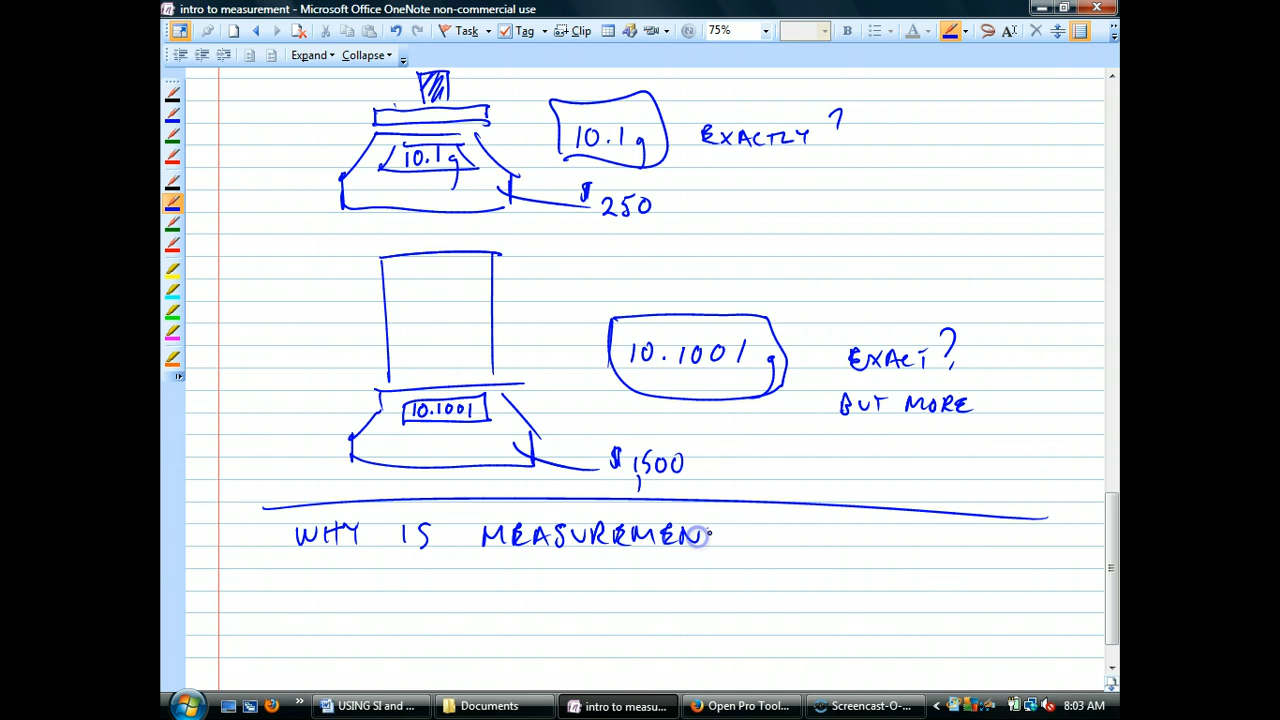 intro to measurement - Microsoft Office OneNote non-commercial use
Task Tag Clip 75% B A
Expand Collapse
10.1g
10.1g EXACTLY ?
$250
10.1001
10.1001 g
EXACT?
BUT MORE
$1500
WHY IS MEASUREMEN
USING SI and ... Documents intro to measu... Open Pro Tool... Screencast-O-... 8:03 AM